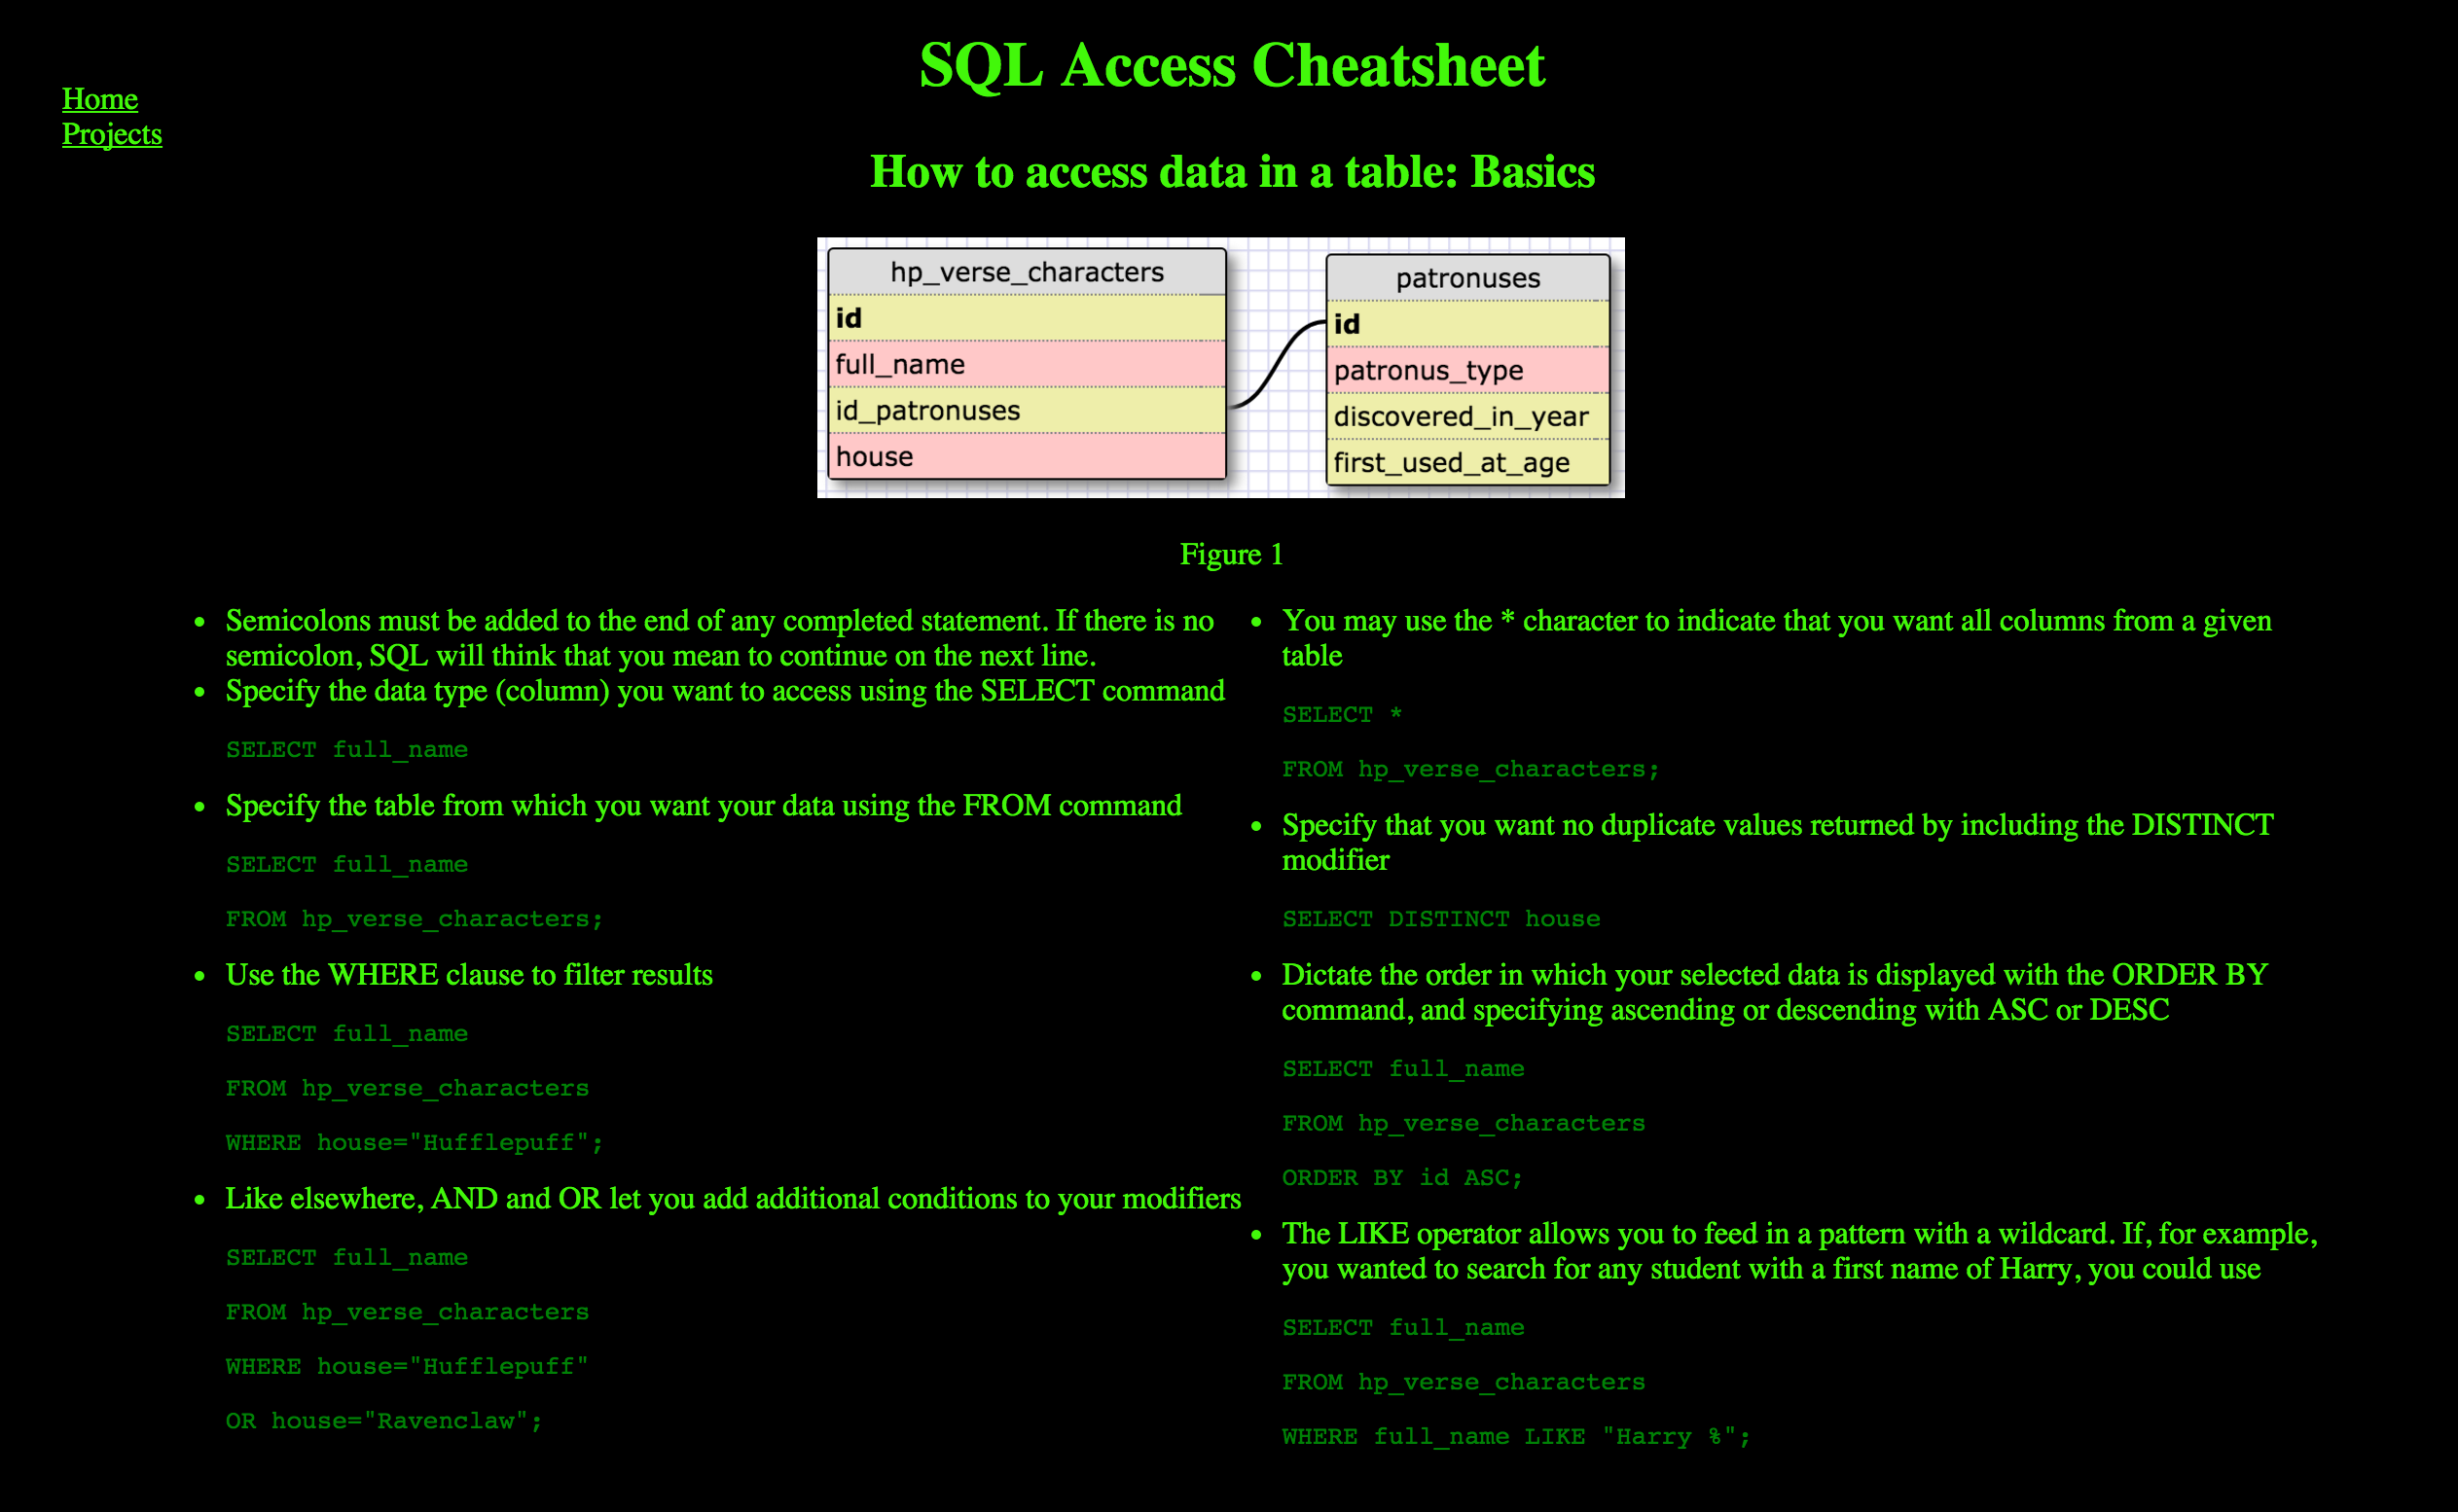 SQL Access Cheatsheet
Home
Projects
How to access data in a table: Basics
hp_verse_characters
id
full_name
id_patronuses
house
patronuses
id
patronus_type
discovered_in_year
first_used_at_age
Figure 1
Semicolons must be added to the end of any completed statement. If there is no
semicolon, SQL will think that you mean to continue on the next line.
Specify the data type (column) you want to access using the SELECT command
SELECT full_name
Specify the table from which you want your data using the FROM command
SELECT full_name
FROM hp_verse_characters;
Use the WHERE clause to filter results
SELECT full_name
FROM hp_verse_characters
WHERE house="Hufflepuff";
Like elsewhere, AND and OR let you add additional conditions to your modifiers
SELECT full_name
FROM hp_verse_characters
WHERE house="Hufflepuff"
OR house="Ravenclaw";
You may use the * character to indicate that you want all columns from a given
table
SELECT *
FROM hp_verse_characters;
Specify that you want no duplicate values returned by including the DISTINCT
modifier
SELECT DISTINCT house
Dictate the order in which your selected data is displayed with the ORDER BY
command, and specifying ascending or descending with ASC or DESC
SELECT full_name
FROM hp_verse_characters
ORDER BY id ASC;
The LIKE operator allows you to feed in a pattern with a wildcard. If, for example,
you wanted to search for any student with a first name of Harry, you could use
SELECT full_name
FROM hp_verse_characters
WHERE full_name LIKE "Harry %";